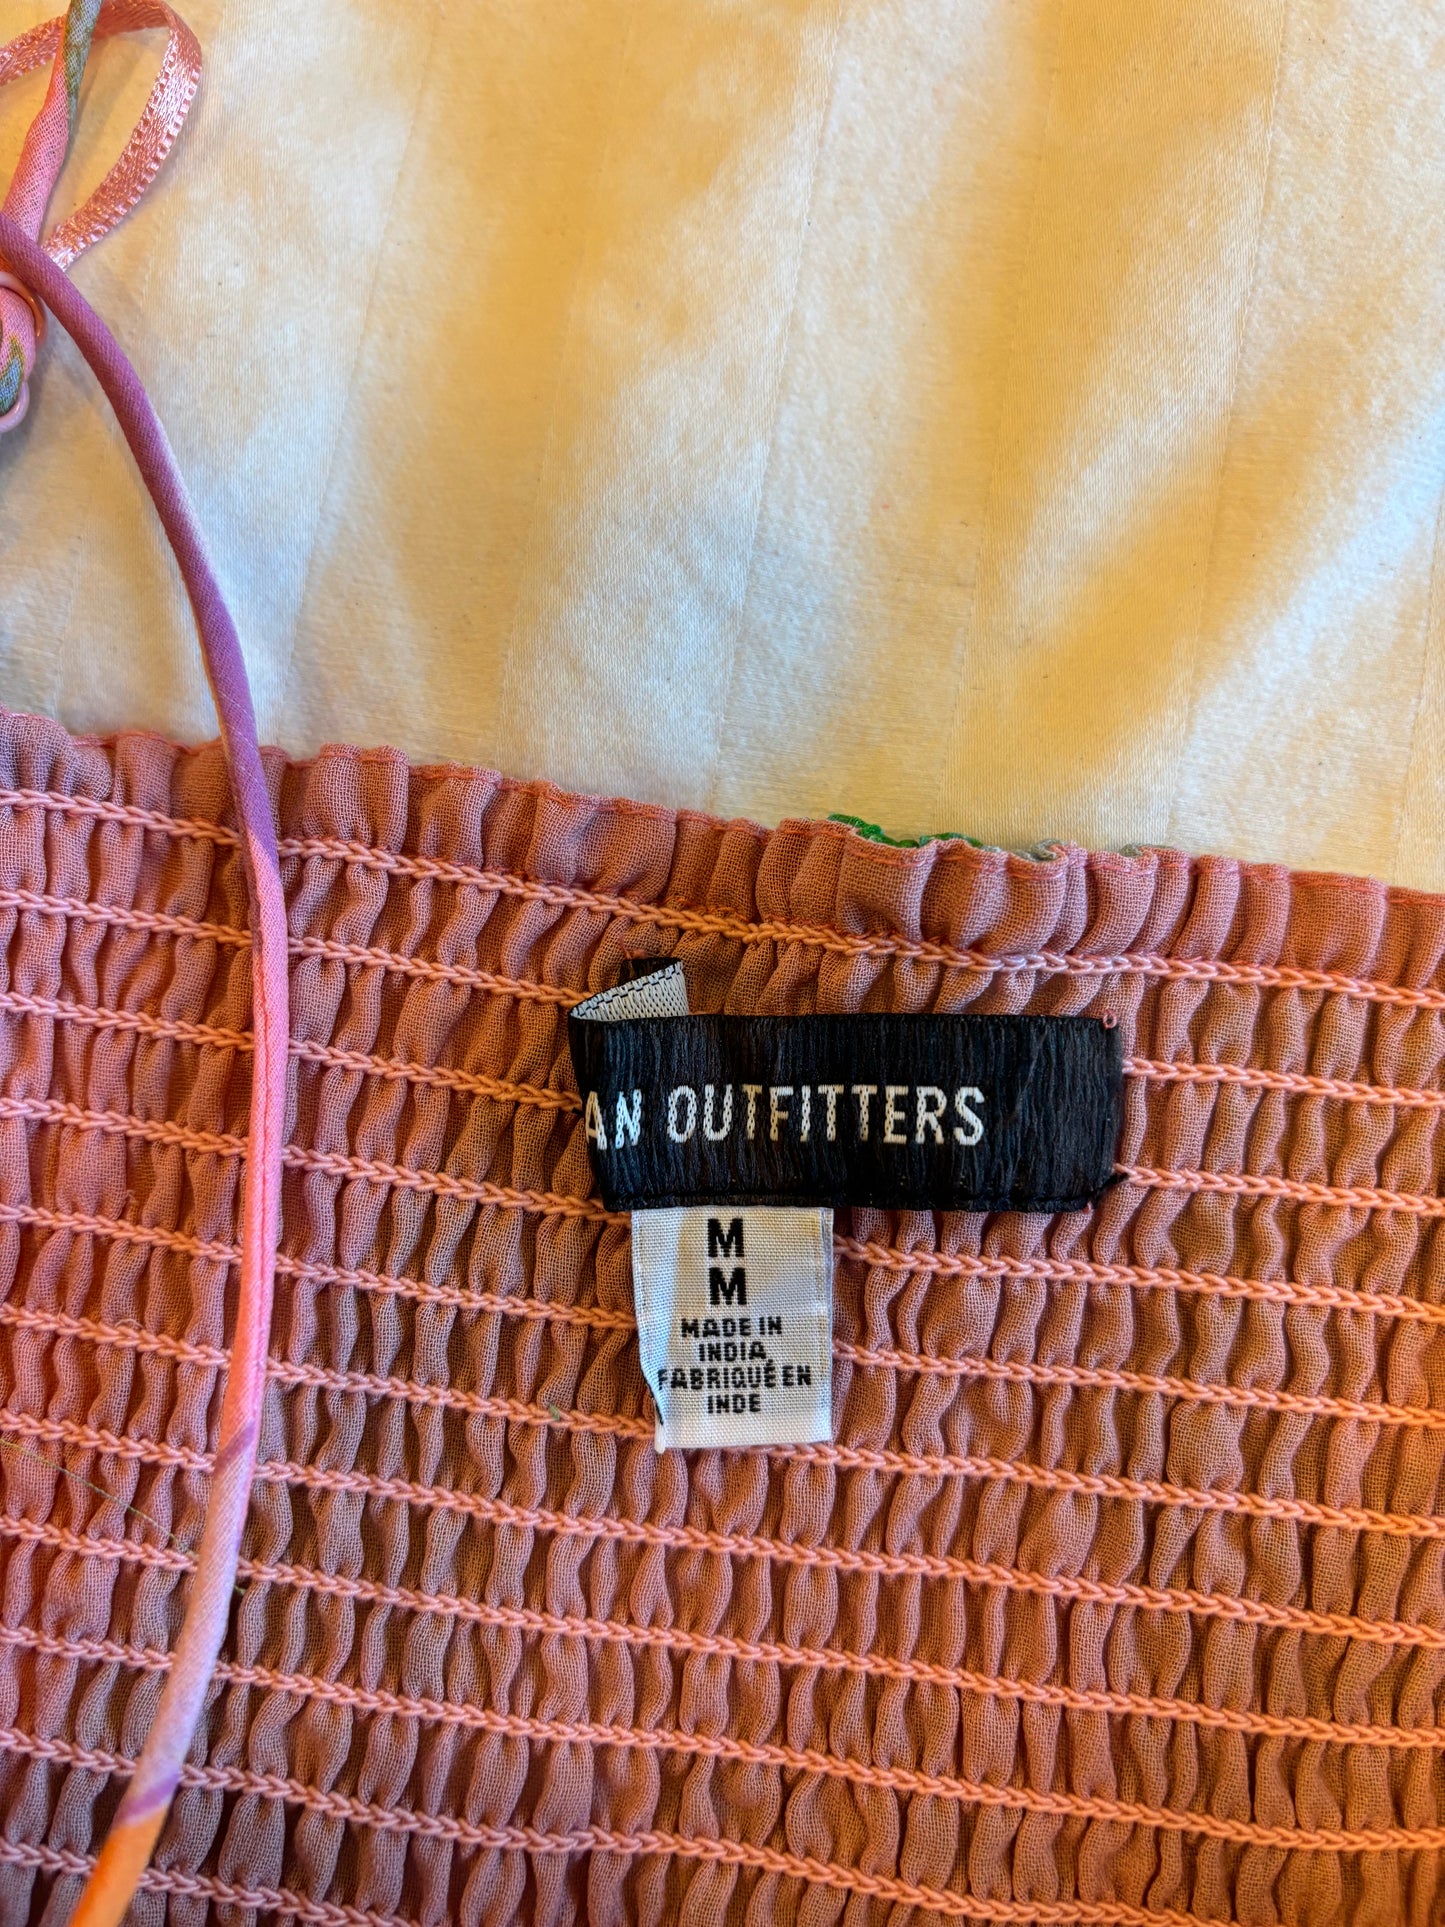 AN OUTFITTERS
M
M
MADE IN
INDIA
FABRIQUÉ EN
INDE